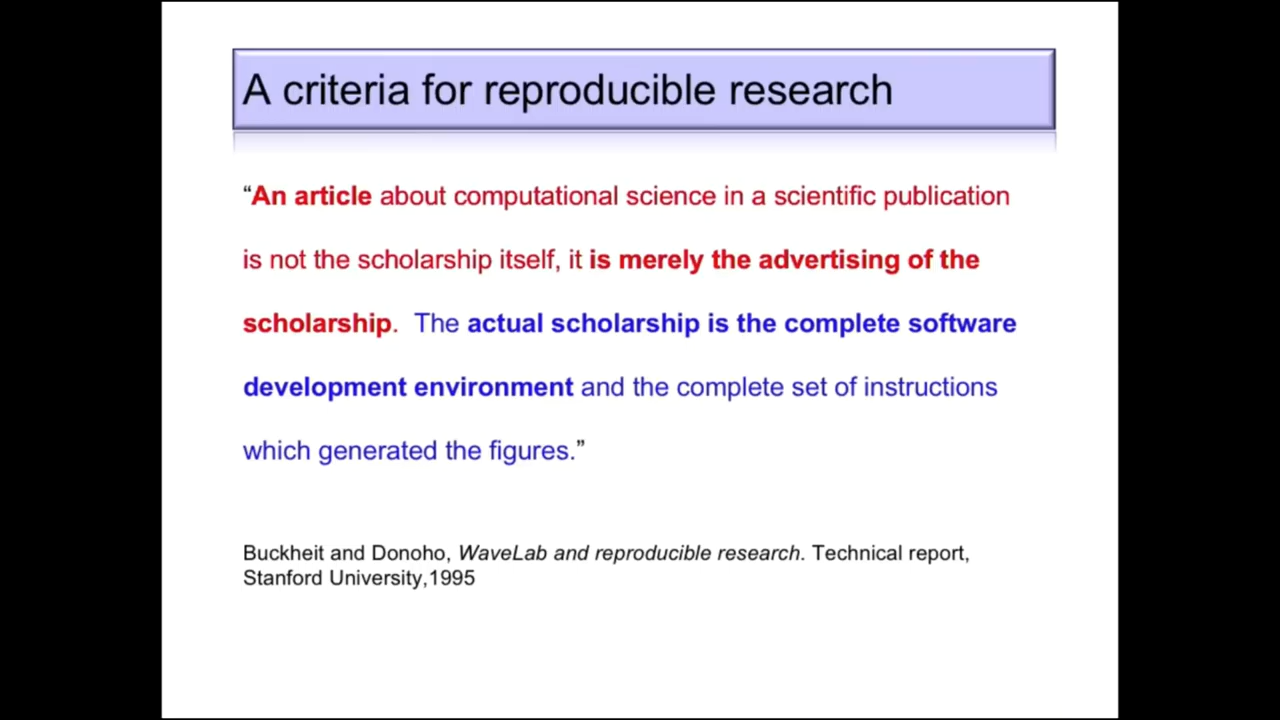 A criteria for reproducible research
“An article about computational science in a scientific publication
is not the scholarship itself, it is merely the advertising of the
scholarship. The actual scholarship is the complete software
development environment and the complete set of instructions
which generated the figures.”
Buckheit and Donoho, WaveLab and reproducible research. Technical report,
Stanford University,1995